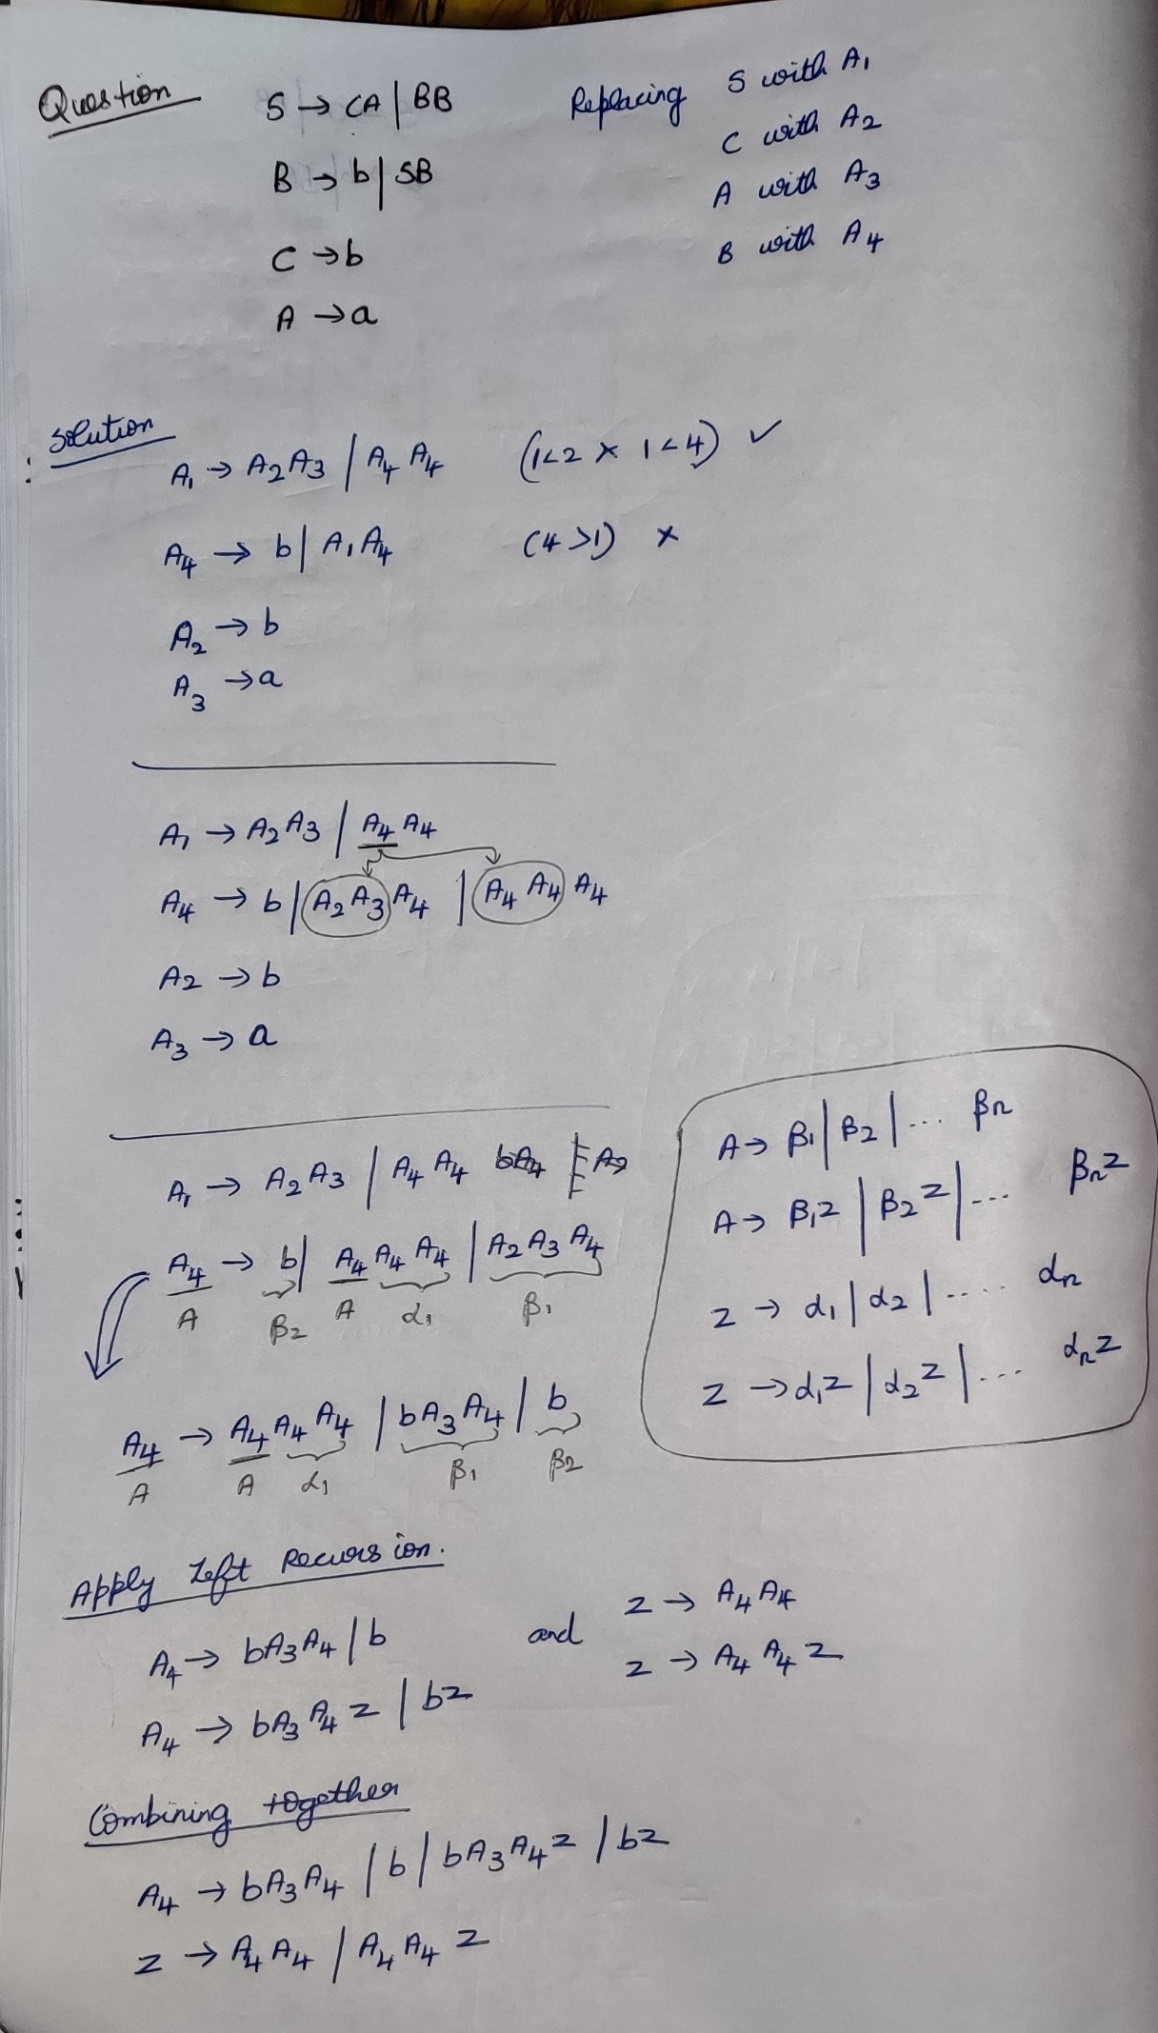 Question S → CA | BB Replacing S with A₁
B → b | SB C with A₂
A with A₃
C → b B with A₄
A → a
Solution
A₁ → A₂A₃ | A₄ A₄ (1<2 x 1<4) ✓
A₄ → b | A₁ A₄ (4>1) x
A₂ → b
A₃ → a
A₁ → A₂ A₃ | A₄ A₄
A₄ → b | A₂ A₃ A₄ | A₄ A₄ A₄
A₂ → b
A₃ → a
A₁ → A₂ A₃ | A₄ A₄
A₄ → b | A₄ A₄ A₄ | A₂ A₃ A₄
A β₂ A α₁ β₁
A₄ → A₄ A₄ A₄ | bA₃ A₄ | b
A A α₁ β₁ β₂
A → β₁ | β₂ | ... βn
A → β₁z | β₂z | ... βnz
z → α₁ | α₂ | .... αn
z → α₁z | α₂z | ... αnz
Apply Left Recursion.
A₄ → bA₃A₄ | b and z → A₄ A₄
A₄ → bA₃ A₄ z | bz z → A₄ A₄ z
Combining together
A₄ → bA₃ A₄ | b | bA₃A₄z | bz
z → A₄ A₄ | A₄ A₄ z